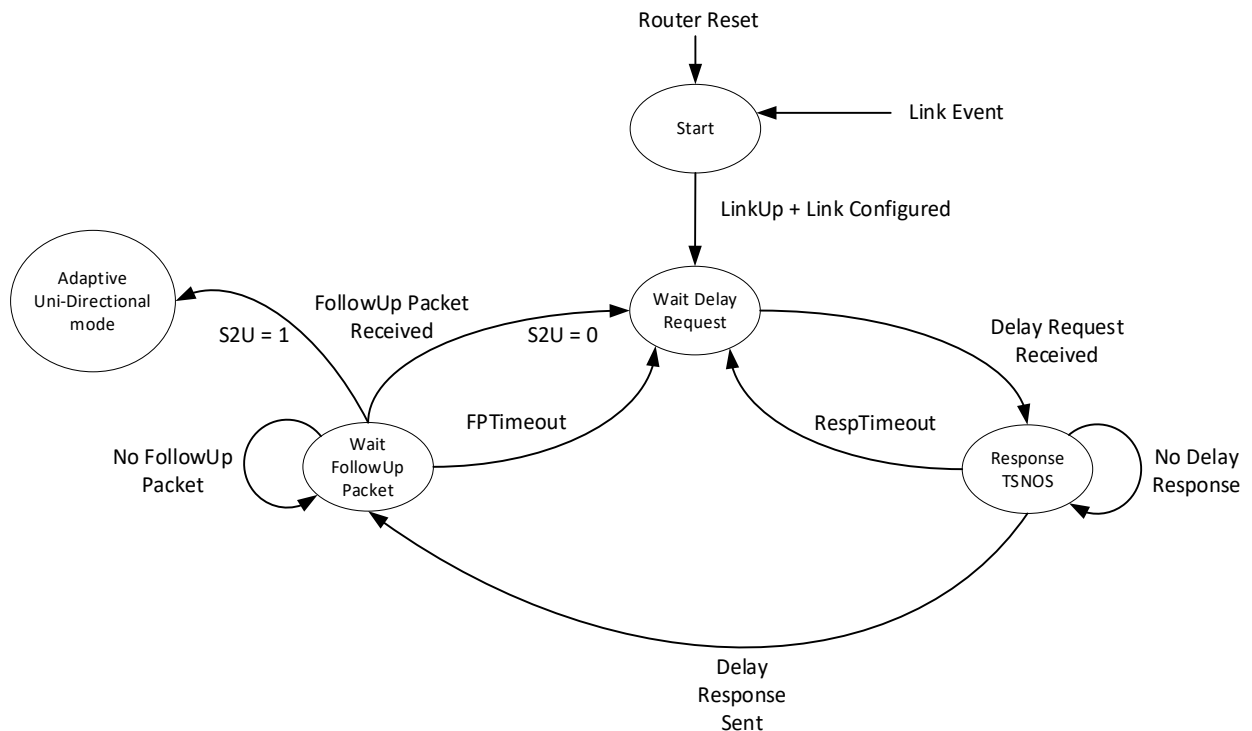 Router Reset
Start
Link Event
LinkUp + Link Configured
Adaptive
Uni-Directional
mode
S2U = 1
FollowUp Packet
Received
S2U = 0
Wait Delay
Request
Delay Request
Received
FPTimeout
RespTimeout
No FollowUp
Packet
Wait
FollowUp
Packet
Response
TSNOS
No Delay
Response
Delay
Response
Sent